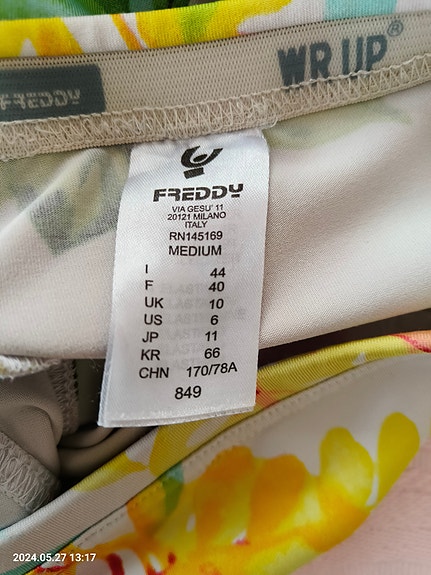 WR UP®
FREDDY
FREDDY
VIA GESU' 11
20121 MILANO
ITALY
RN145169
MEDIUM
I 44
F 40
UK 10
US 6
JP 11
KR 66
CHN 170/78A
849
2024.05.27 13:17